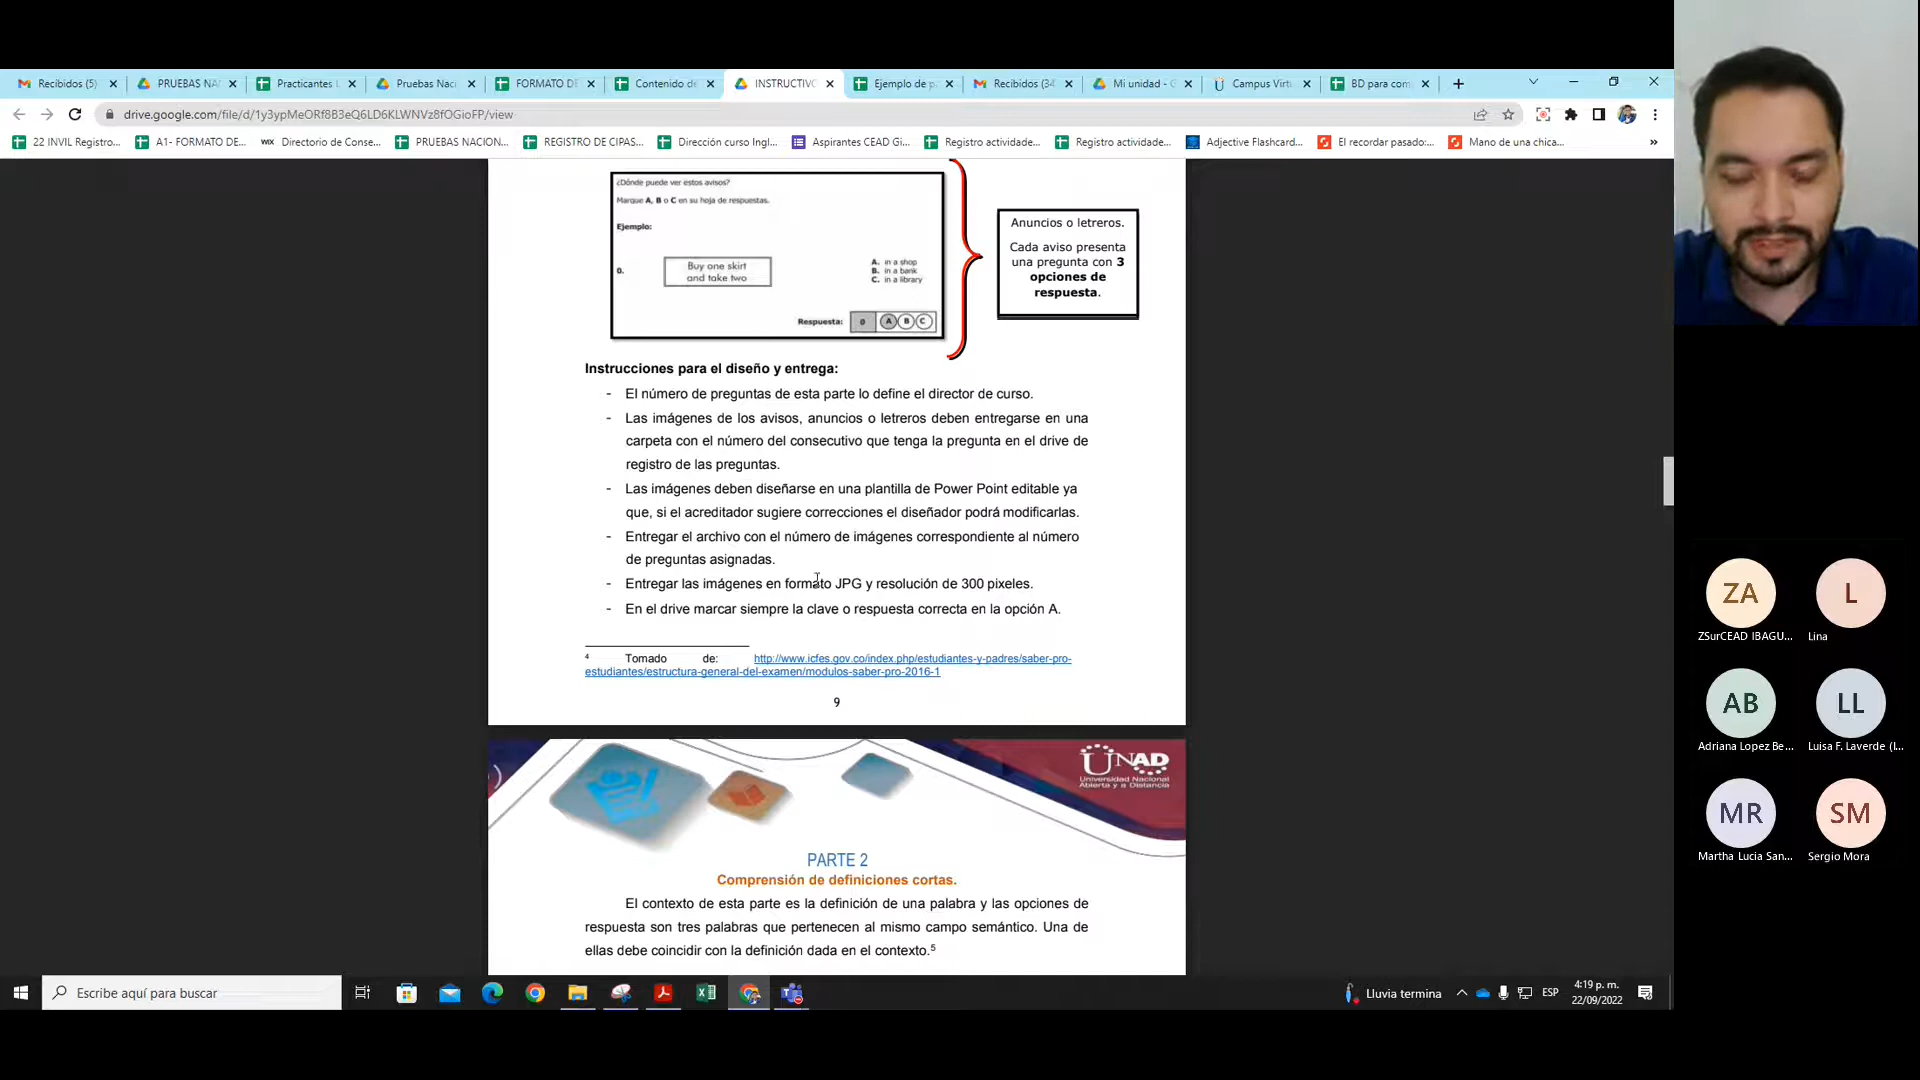 Recibidos (5)
PRUEBAS NA
Practicantes I
Pruebas Naci
FORMATO DE
Contenido de
INSTRUCTIVO
Ejemplo de p
Recibidos (34
Mi unidad - G
Campus Virt
BD para com
drive.google.com/file/d/1y3ypMeORf8B3eQ6LD6KLWNVz8fOGioFP/view
22 INVIL Registro...
A1- FORMATO DE...
WIX Directorio de Conse...
PRUEBAS NACION...
REGISTRO DE CIPAS...
Dirección curso Ingl...
Aspirantes CEAD Gi...
Registro actividade...
Registro actividade...
Adjective Flashcard...
El recordar pasado:...
Mano de una chica...
¿Dónde puede ver estos avisos?
Marque A, B o C en su hoja de respuestas.
Ejemplo:
0.
Buy one skirt
and take two
A. in a shop
B. in a bank
C. in a library
Respuesta: 0 A B C
Anuncios o letreros.
Cada aviso presenta
una pregunta con 3
opciones de
respuesta.
Instrucciones para el diseño y entrega:
- El número de preguntas de esta parte lo define el director de curso.
- Las imágenes de los avisos, anuncios o letreros deben entregarse en una
carpeta con el número del consecutivo que tenga la pregunta en el drive de
registro de las preguntas.
- Las imágenes deben diseñarse en una plantilla de Power Point editable ya
que, si el acreditador sugiere correcciones el diseñador podrá modificarlas.
- Entregar el archivo con el número de imágenes correspondiente al número
de preguntas asignadas.
- Entregar las imágenes en formato JPG y resolución de 300 pixeles.
- En el drive marcar siempre la clave o respuesta correcta en la opción A.
4 Tomado de: http://www.icfes.gov.co/index.php/estudiantes-y-padres/saber-pro-
estudiantes/estructura-general-del-examen/modulos-saber-pro-2016-1
9
UNAD
Universidad Nacional
Abierta y a Distancia
PARTE 2
Comprensión de definiciones cortas.
El contexto de esta parte es la definición de una palabra y las opciones de
respuesta son tres palabras que pertenecen al mismo campo semántico. Una de
ellas debe coincidir con la definición dada en el contexto.5
ZA
ZSurCEAD IBAGU...
L
Lina
AB
Adriana Lopez Be...
LL
Luisa F. Laverde (I...
MR
Martha Lucia San...
SM
Sergio Mora
Escribe aquí para buscar
Lluvia termina
ESP
4:19 p. m.
22/09/2022